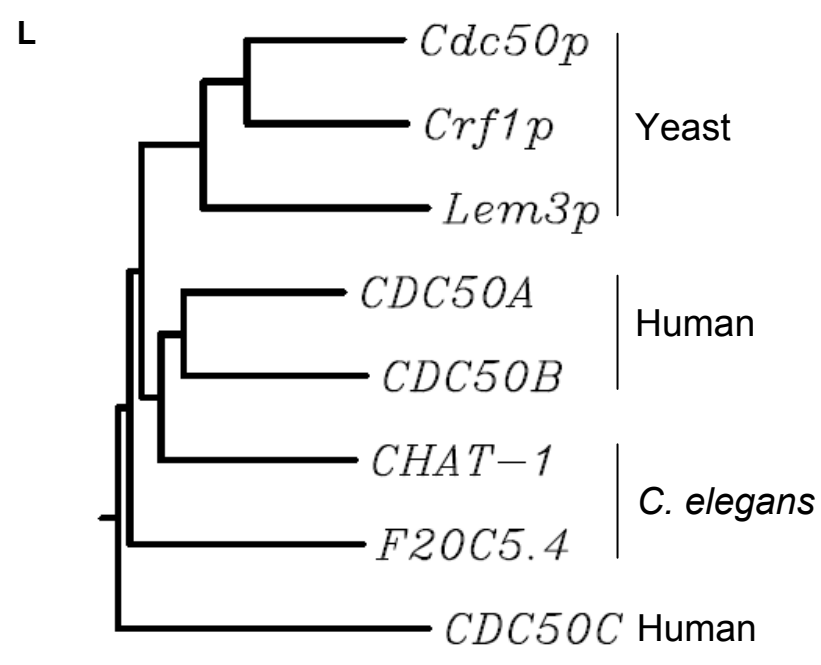 L
Cdc50p
Crf1p
Yeast
Lem3p
CDC50A
Human
CDC50B
CHAT-1
C. elegans
F20C5.4
CDC50C Human